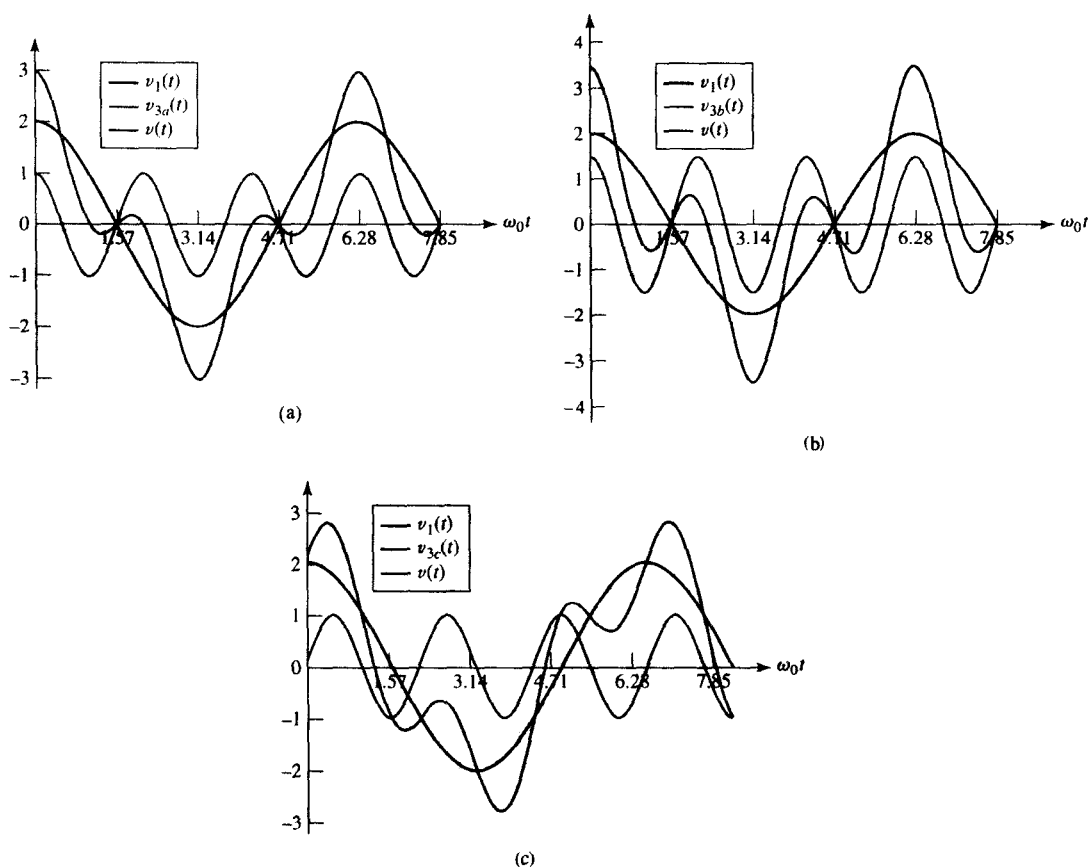 3
2
1
0
-1
-2
-3
v₁(t)
v₃ₐ(t)
v(t)
1.57
3.14
4.71
6.28
7.85
ω₀t
(a)
4
3
2
1
0
-1
-2
-3
-4
v₁(t)
v₃b(t)
v(t)
1.57
3.14
4.71
6.28
7.85
ω₀t
(b)
3
2
1
0
-1
-2
-3
v₁(t)
v₃c(t)
v(t)
1.57
3.14
4.71
6.28
7.85
ω₀t
(c)